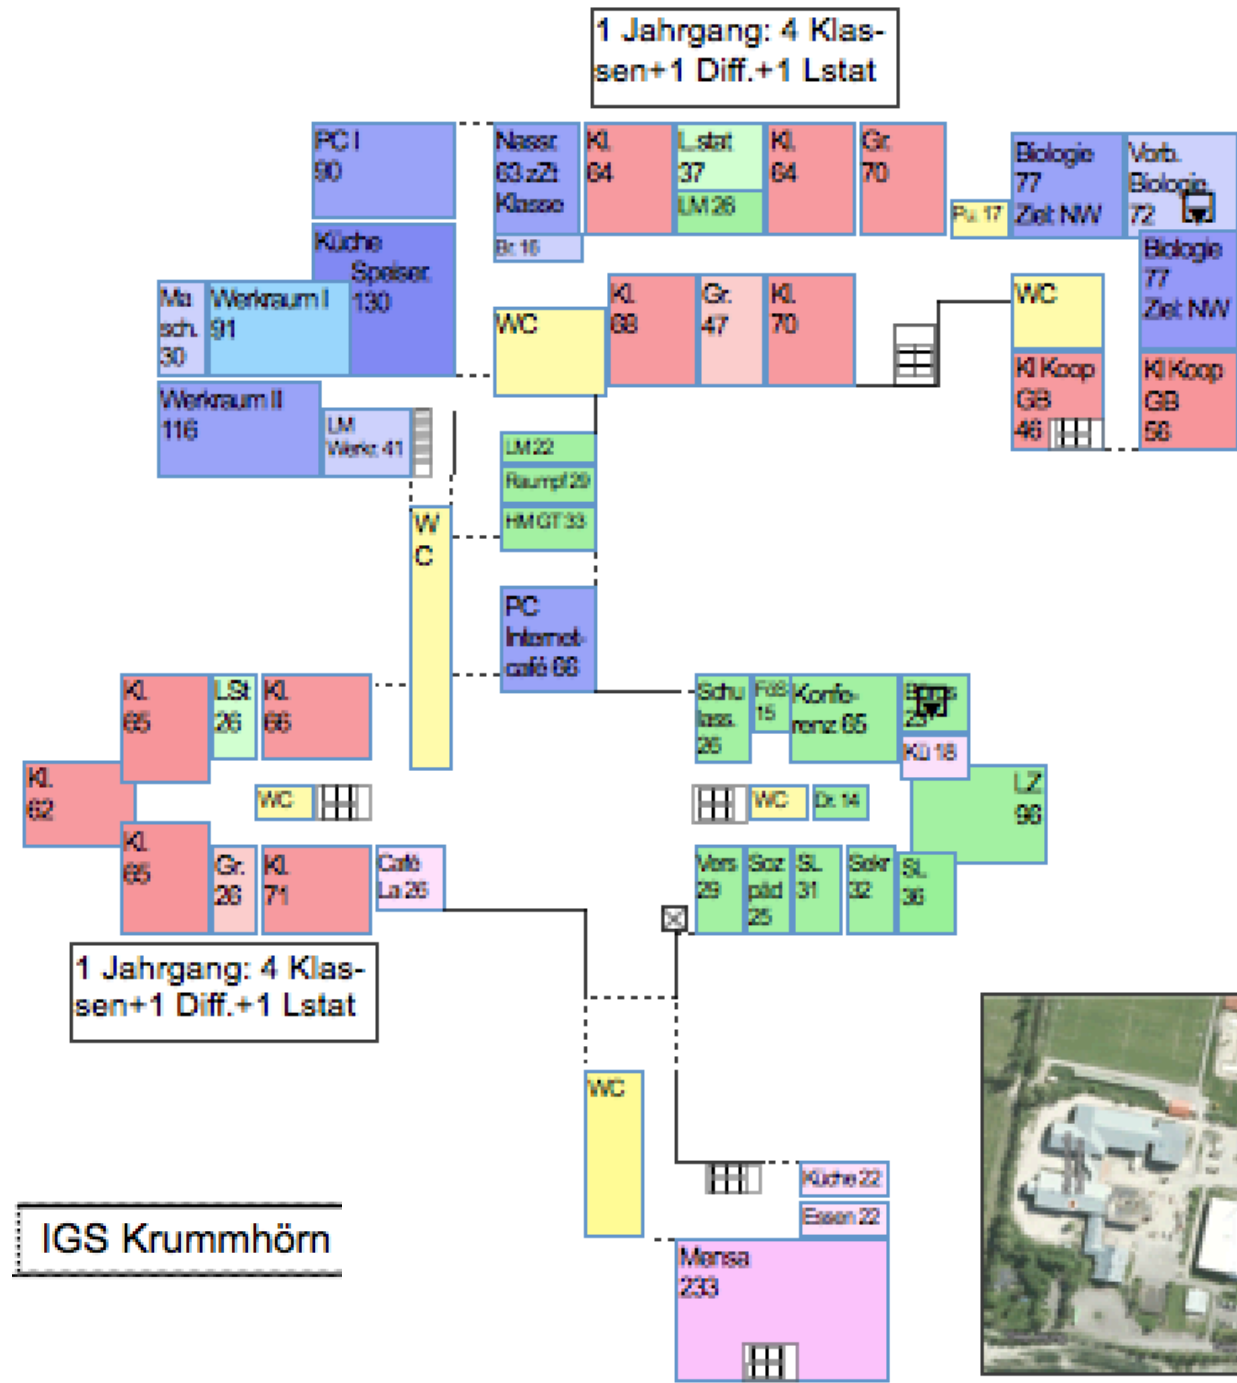 1 Jahrgang: 4 Klas-
sen+1 Diff.+1 Lstat
PC I
90
Nassr.
63 zZt
Klasse
Kl.
64
L.stat
37
LM 26
Kl.
64
Gr.
70
Br. 16
Pu. 17
Biologie
77
Ziel: NW
Vorb.
Biologie
72
Biologie
77
Ziel: NW
Küche
Speiser.
130
Ma
sch.
30
Werkraum I
91
WC
Kl.
68
Gr.
47
Kl.
70
WC
Kl Koop
GB
46
Kl Koop
GB
56
Werkraum II
116
LM
Werkr. 41
LM 22
Raumpf 29
HM GT 33
W
C
PC
Internet-
café 66
Kl.
65
LSt
26
Kl.
66
Kl.
62
WC
Kl.
65
Gr.
26
Kl.
71
Café
La 26
Schu
lass.
26
FöS
15
Konfe-
renz 65
25
Kü 18
LZ
96
WC
Dr. 14
Vers
29
Soz
päd
25
SL
31
Sekr
32
SL
36
1 Jahrgang: 4 Klas-
sen+1 Diff.+1 Lstat
WC
Küche 22
Essen 22
Mensa
233
IGS Krummhörn